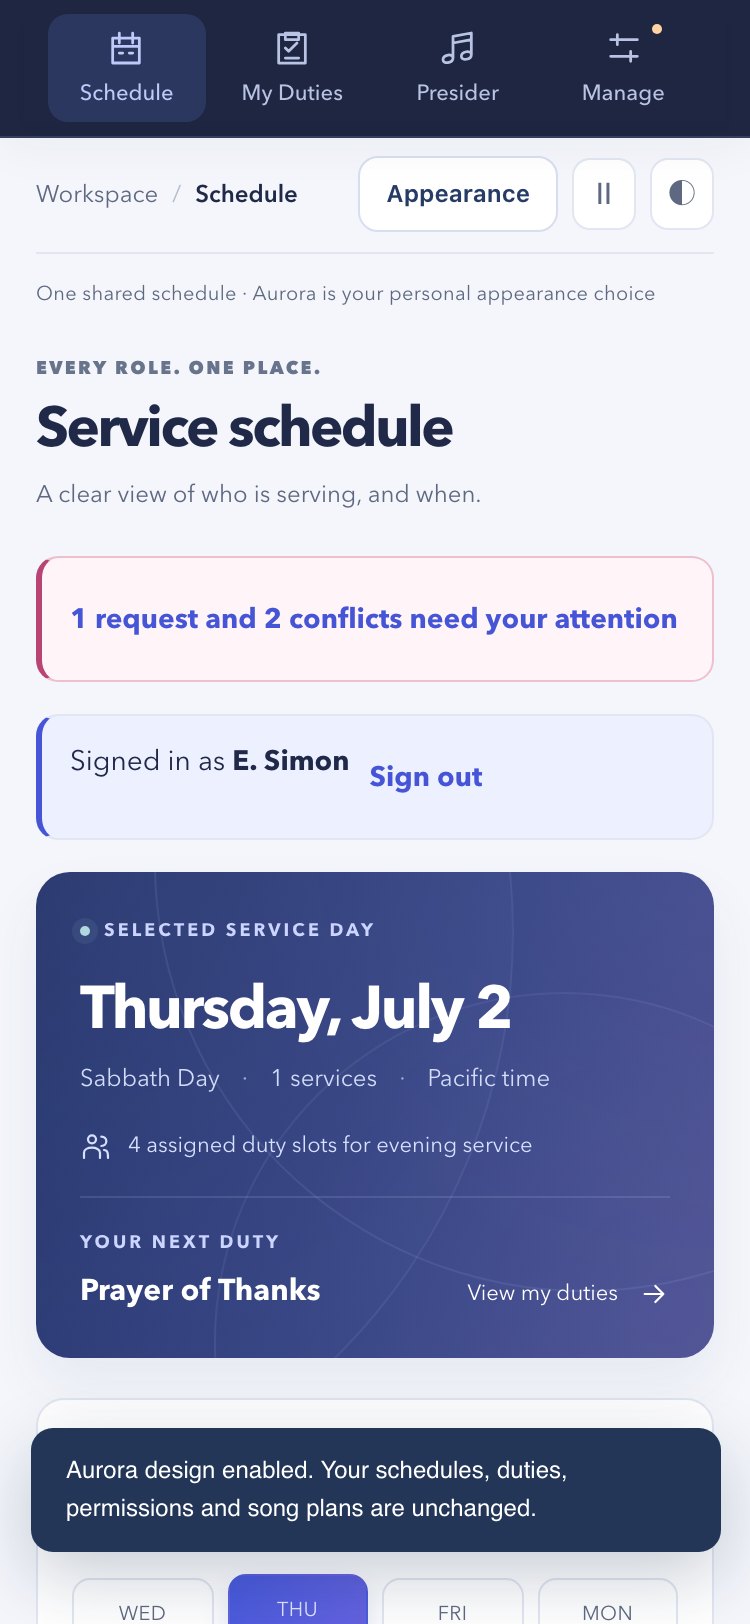 Schedule
My Duties
Presider
Manage
Workspace / Schedule
Appearance
One shared schedule · Aurora is your personal appearance choice
EVERY ROLE. ONE PLACE.
Service schedule
A clear view of who is serving, and when.
1 request and 2 conflicts need your attention
Signed in as E. Simon
Sign out
SELECTED SERVICE DAY
Thursday, July 2
Sabbath Day · 1 services · Pacific time
4 assigned duty slots for evening service
YOUR NEXT DUTY
Prayer of Thanks
View my duties →
Aurora design enabled. Your schedules, duties,
permissions and song plans are unchanged.
WED
THU
FRI
MON